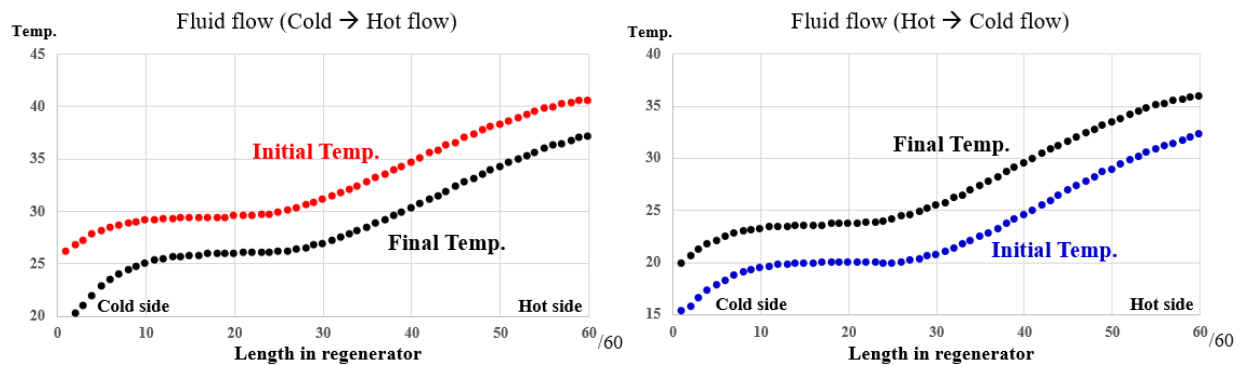 Fluid flow (Cold → Hot flow)
Temp.
45
40
35
30
25
20
Initial Temp.
Final Temp.
Cold side
Hot side
0 10 20 30 40 50 60 /60
Length in regenerator
Fluid flow (Hot → Cold flow)
Temp.
40
35
30
25
20
15
Final Temp.
Initial Temp.
Cold side
Hot side
0 10 20 30 40 50 60 /60
Length in regenerator